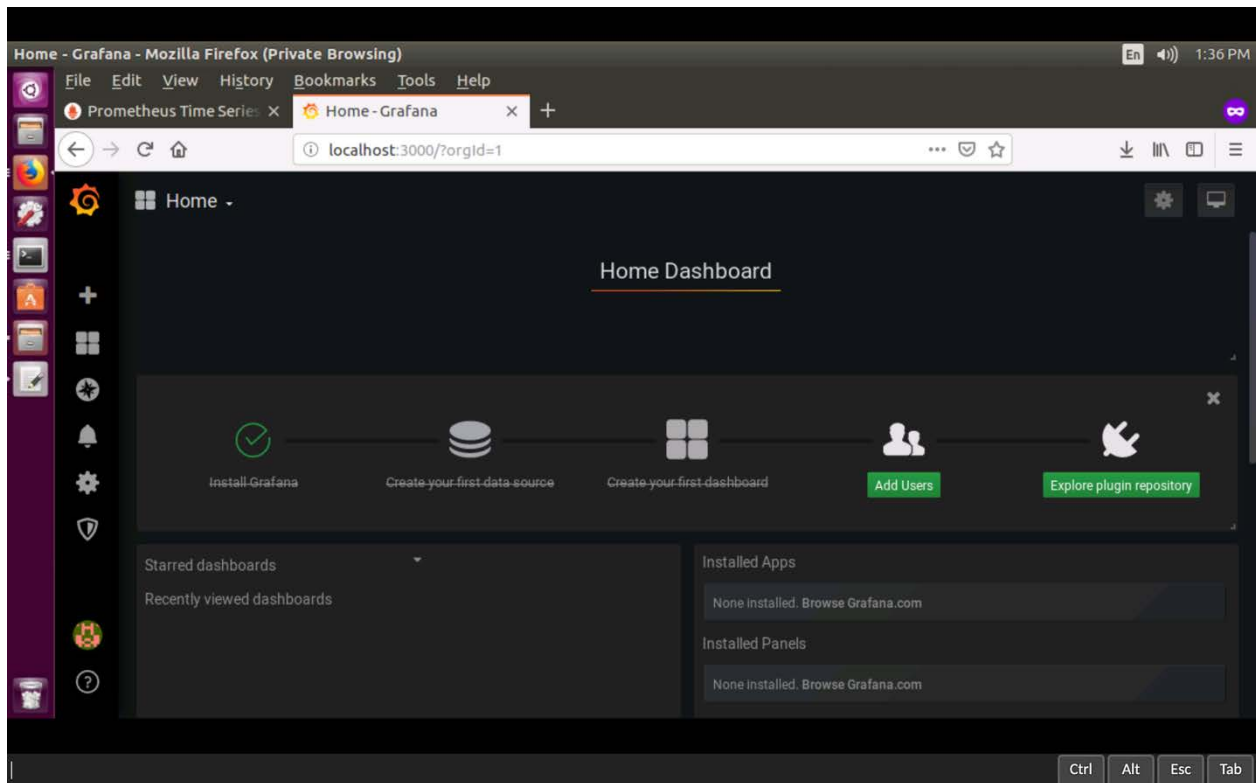 Home - Grafana - Mozilla Firefox (Private Browsing)
En
1:36 PM
File Edit View History Bookmarks Tools Help
Prometheus Time Series
Home - Grafana
localhost:3000/?orgId=1
Home
Home Dashboard
Install Grafana
Create your first data source
Create your first dashboard
Add Users
Explore plugin repository
Starred dashboards
Recently viewed dashboards
Installed Apps
None installed. Browse Grafana.com
Installed Panels
None installed. Browse Grafana.com
Ctrl Alt Esc Tab